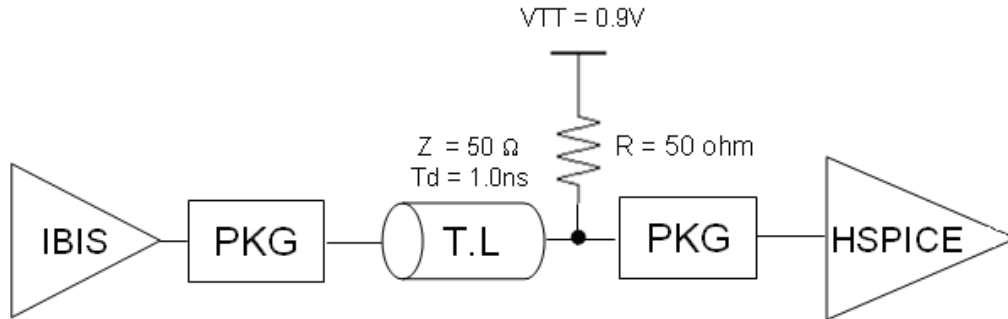 VTT = 0.9V
Z = 50 Ω
Td = 1.0ns
R = 50 ohm
IBIS
PKG
T.L
PKG
HSPICE